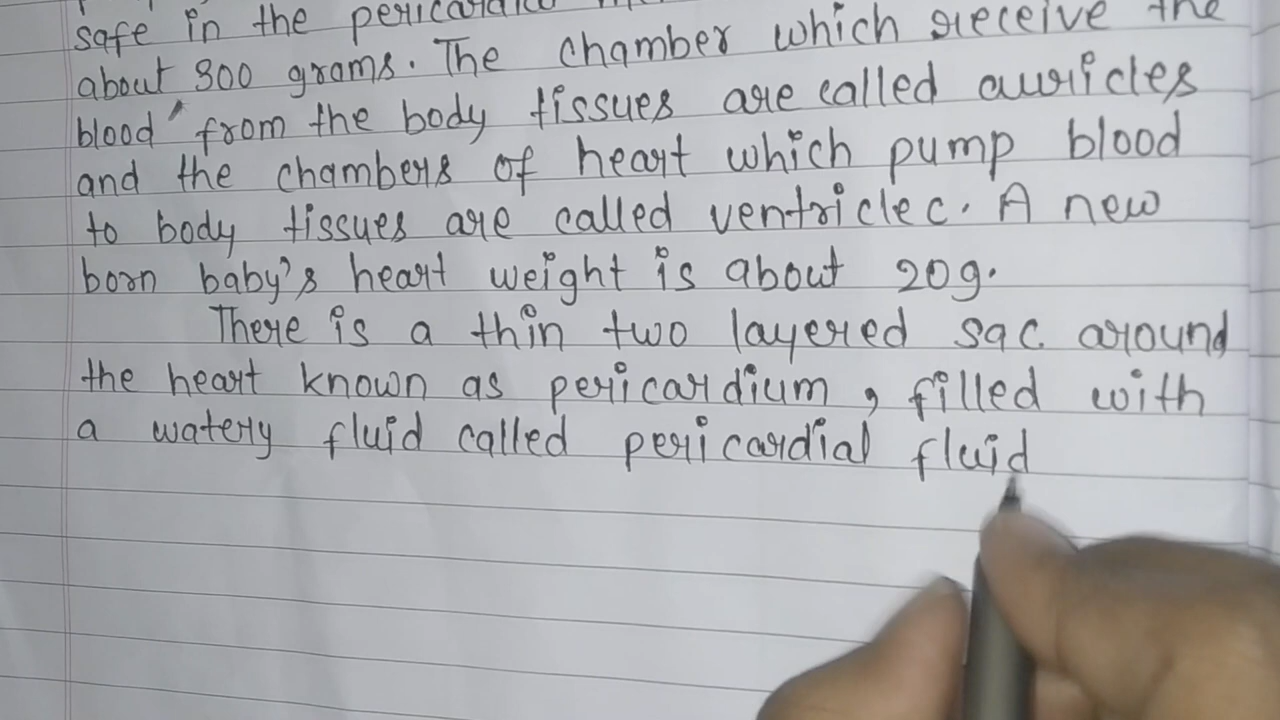 safe in the
about 300 grams. The chamber which receive the
blood from the body tissues are called auricles
and the chambers of heart which pump blood
to body tissues are called ventriclec. A new
born baby's heart weight is about 20g.
There is a thin two layered sac around
the heart known as pericardium, filled with
a watery fluid called pericardial fluid